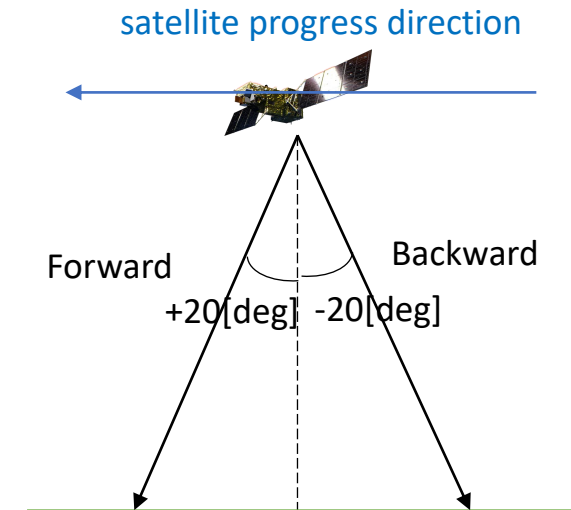 satellite progress direction
Forward
Backward
+20[deg]
-20[deg]